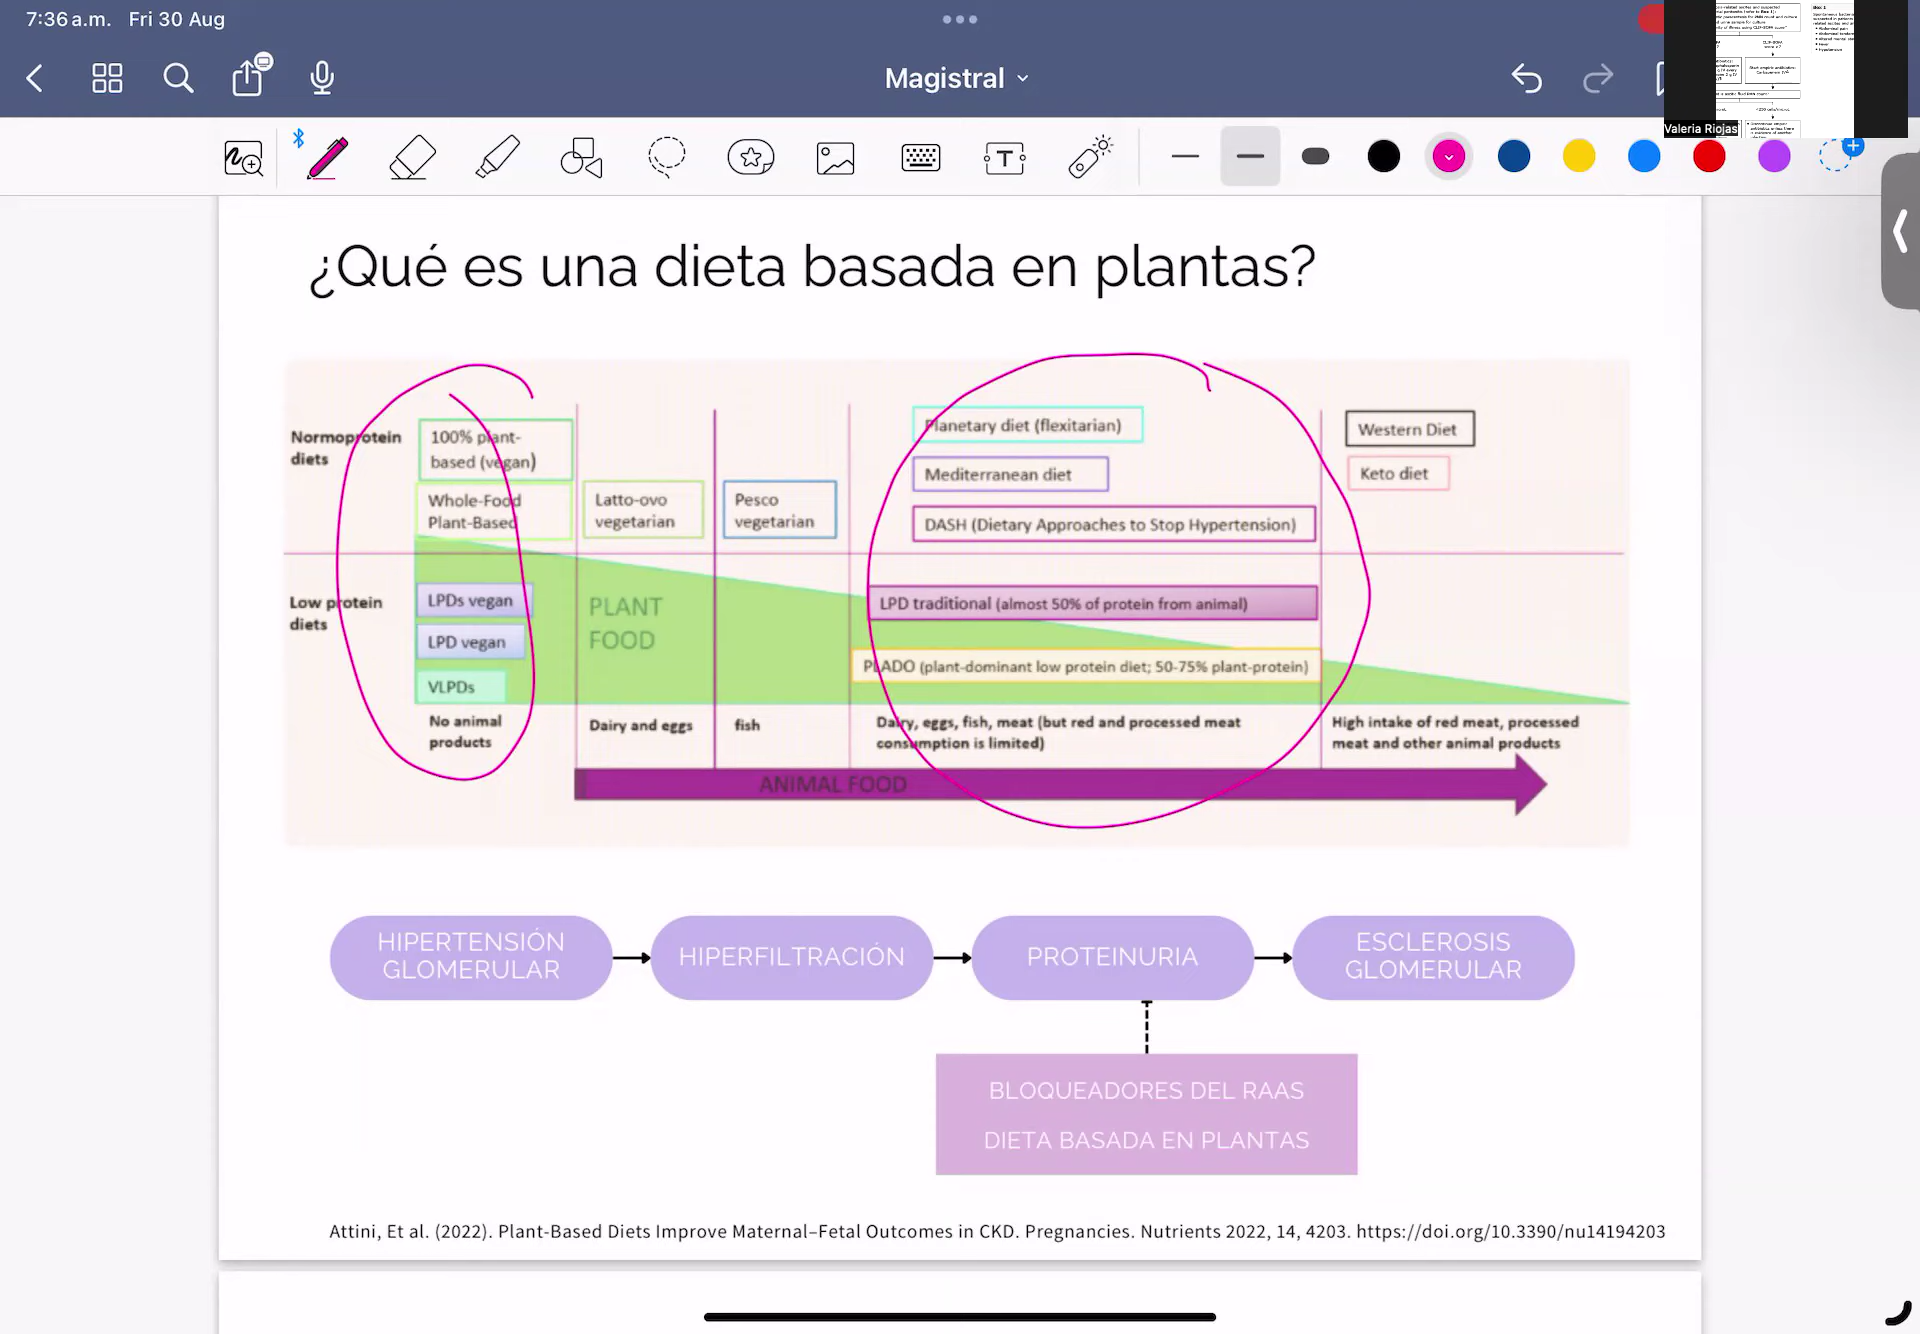 7:36 a.m. Fri 30 Aug
Magistral
Valeria Riojas
¿Qué es una dieta basada en plantas?
Normoprotein
diets
100% plant-
based (vegan)
Whole-Food
Plant-Based
Latto-ovo
vegetarian
Pesco
vegetarian
Planetary diet (flexitarian)
Mediterranean diet
DASH (Dietary Approaches to Stop Hypertension)
Western Diet
Keto diet
Low protein
diets
LPDs vegan
LPD vegan
VLPDs
PLANT
FOOD
LPD traditional (almost 50% of protein from animal)
PLADO (plant-dominant low protein diet; 50-75% plant-protein)
No animal
products
Dairy and eggs
fish
Dairy, eggs, fish, meat (but red and processed meat
consumption is limited)
High intake of red meat, processed
meat and other animal products
ANIMAL FOOD
HIPERTENSIÓN
GLOMERULAR
HIPERFILTRACIÓN
PROTEINURIA
ESCLEROSIS
GLOMERULAR
BLOQUEADORES DEL RAAS
DIETA BASADA EN PLANTAS
Attini, Et al. (2022). Plant-Based Diets Improve Maternal–Fetal Outcomes in CKD. Pregnancies. Nutrients 2022, 14, 4203. https://doi.org/10.3390/nu14194203